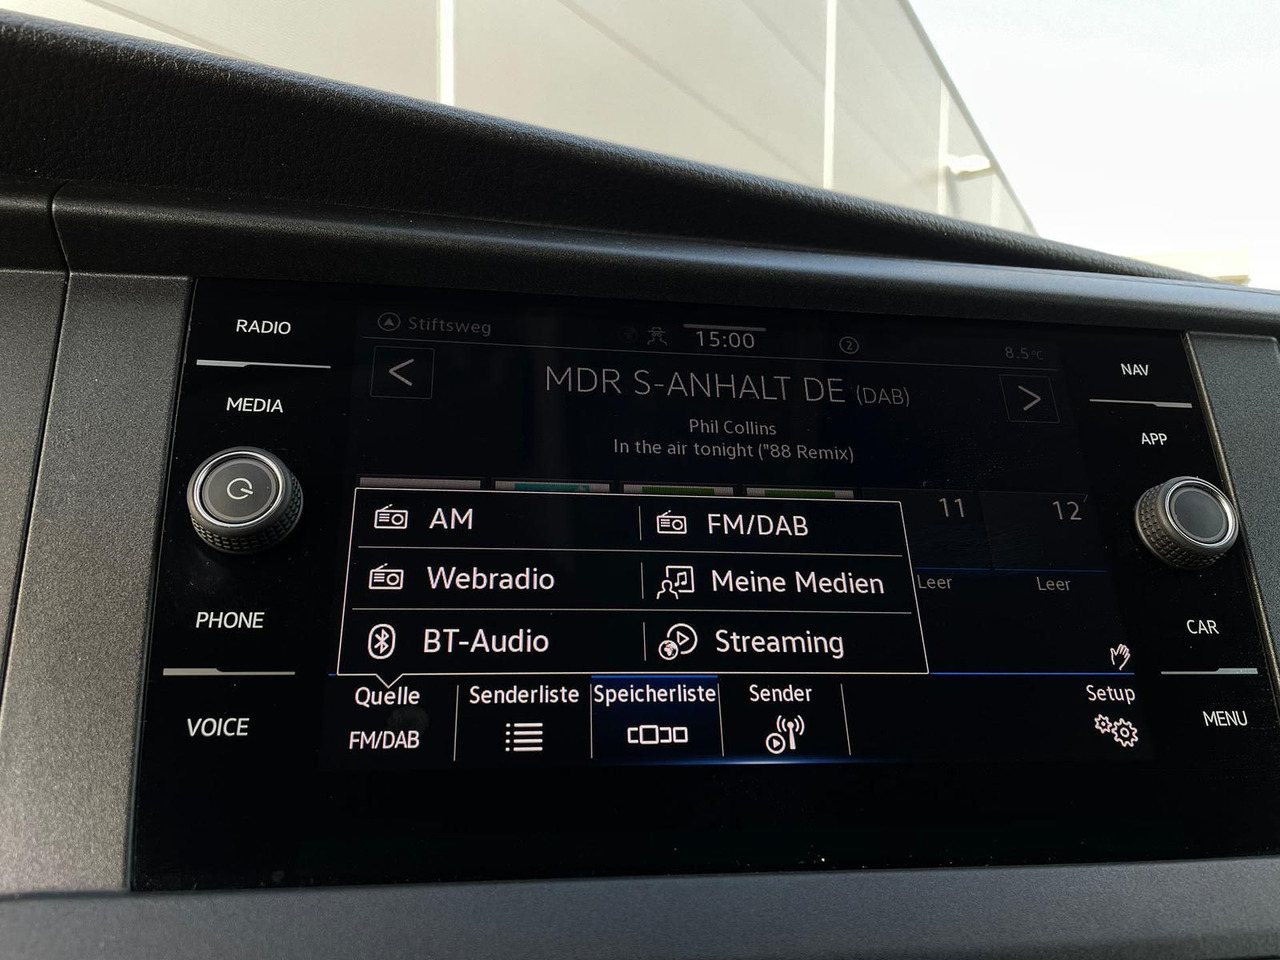 RADIO
MEDIA
PHONE
VOICE
Stiftsweg
15:00
2
8.5°C
<
MDR S-ANHALT DE (DAB)
>
Phil Collins
In the air tonight ("88 Remix)
AM
FM/DAB
Webradio
Meine Medien
BT-Audio
Streaming
11
12
Leer
Leer
Quelle
FM/DAB
Senderliste
Speicherliste
Sender
Setup
NAV
APP
CAR
MENU